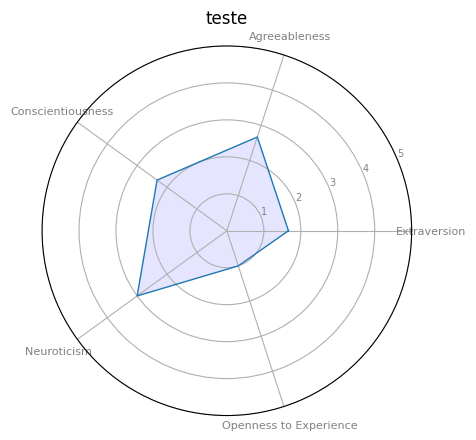 teste
Agreeableness
Conscientiousness
5
4
3
2
1
Extraversion
Neuroticism
Openness to Experience